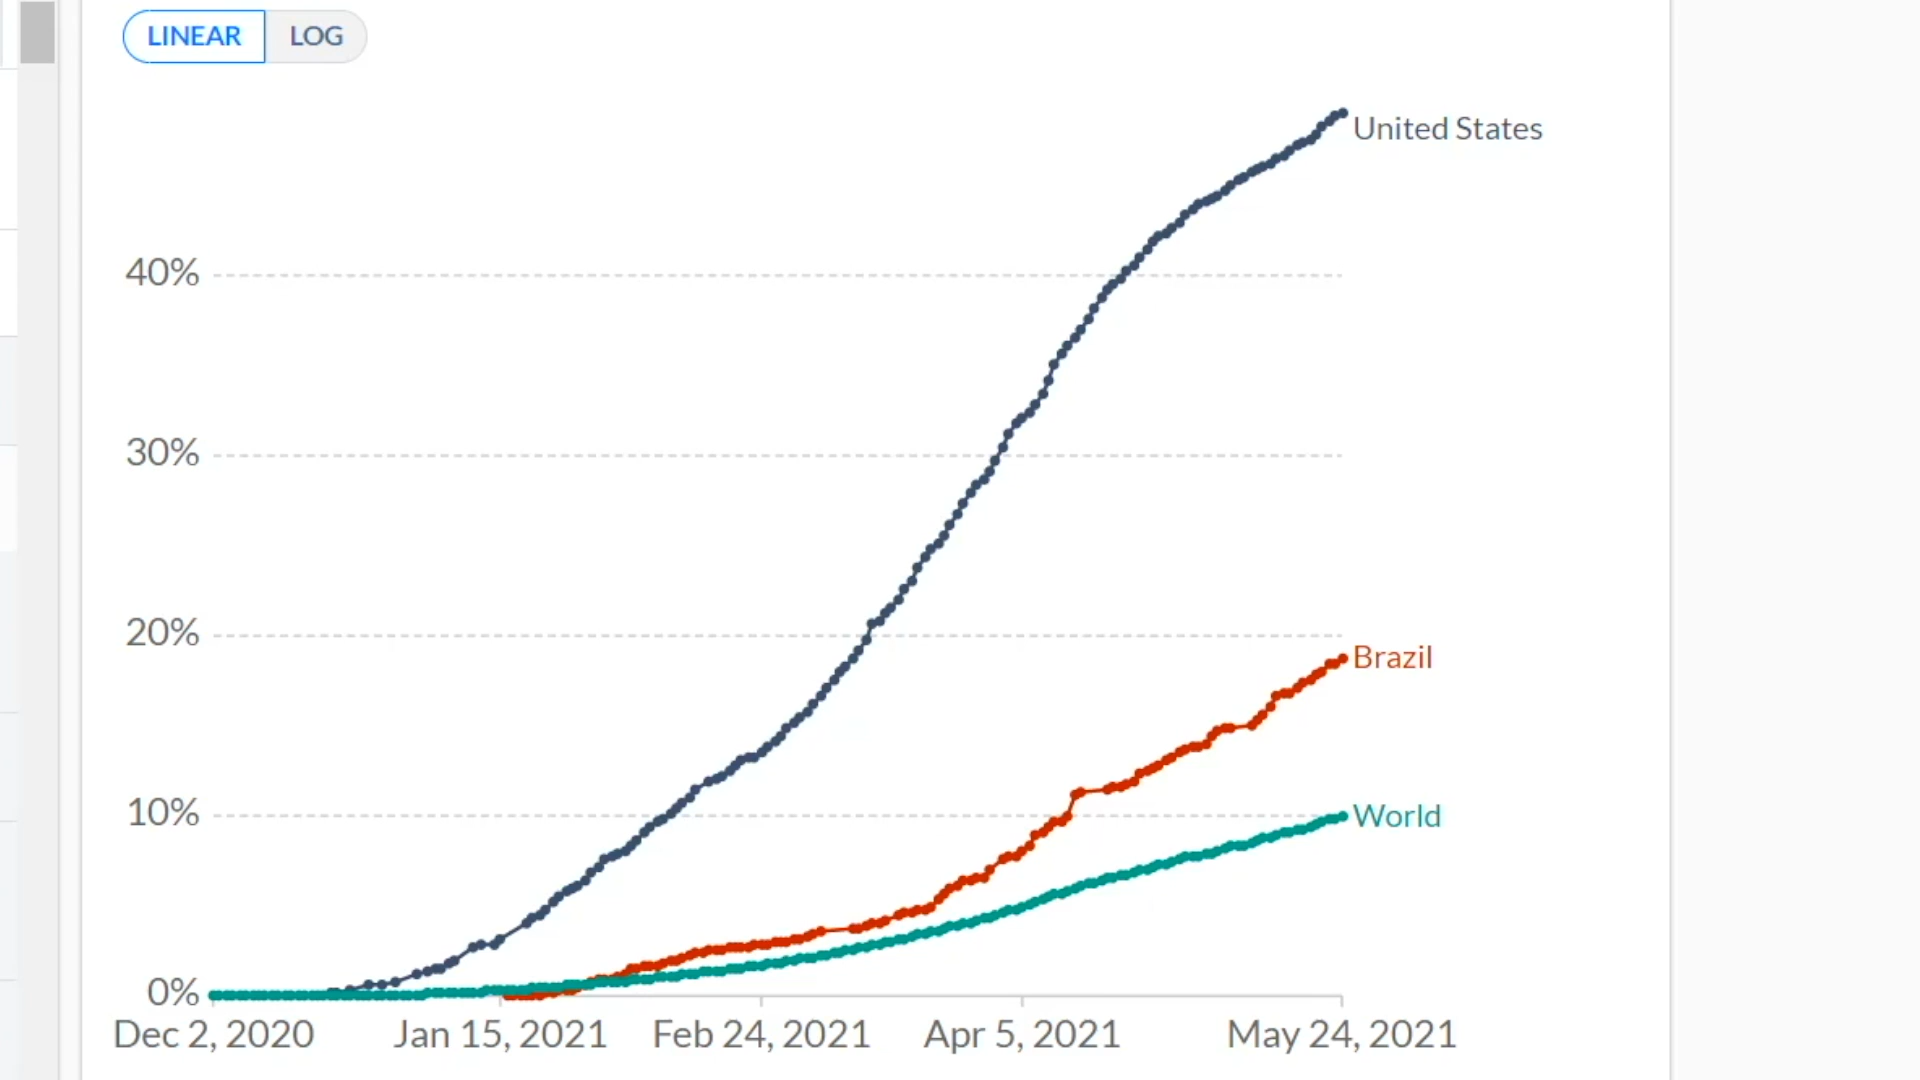 LINEAR LOG
United States
40%
30%
20%
Brazil
10%
World
0%
Dec 2, 2020 Jan 15, 2021 Feb 24, 2021 Apr 5, 2021 May 24, 2021